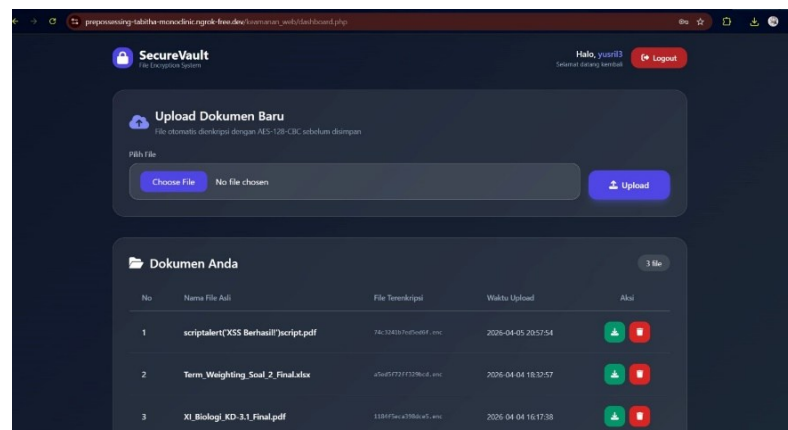 prepossessing-tabitha-monoclinic.ngrok-free.dev/keamanan_web/dashboard.php
SecureVault
File Encryption System
Halo, yusril3
Selamat datang kembali
Logout
Upload Dokumen Baru
File otomatis dienkripsi dengan AES-128-CBC sebelum disimpan
Pilih File
Choose File No file chosen
Upload
Dokumen Anda
3 file
No Nama File Asli File Terenkripsi Waktu Upload Aksi
1 scriptalert('XSS Berhasil!')script.pdf 2026-04-05 20:57:54
2 Term_Weighting_Soal_2_Final.xlsx 2026-04-04 18:32:57
3 XI_Biologi_KD-3.1_Final.pdf 2026-04-04 16:17:38